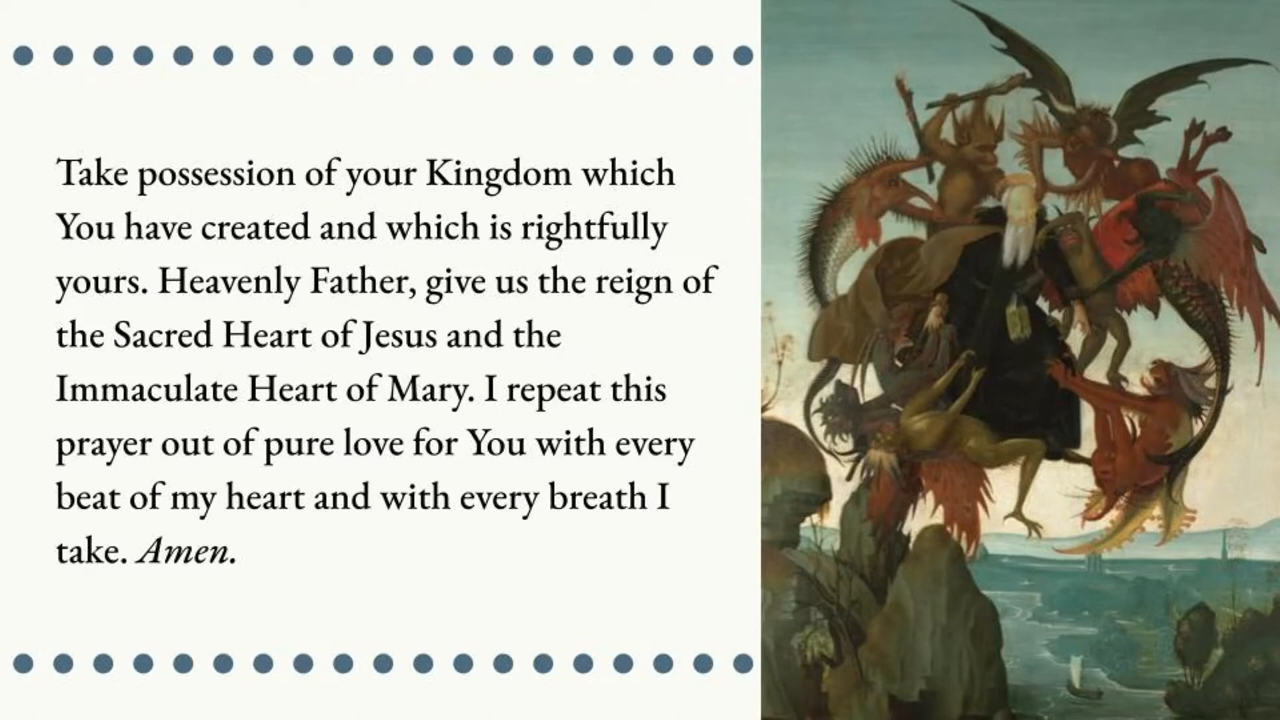 Take possession of your Kingdom which
You have created and which is rightfully
yours. Heavenly Father, give us the reign of
the Sacred Heart of Jesus and the
Immaculate Heart of Mary. I repeat this
prayer out of pure love for You with every
beat of my heart and with every breath I
take. Amen.